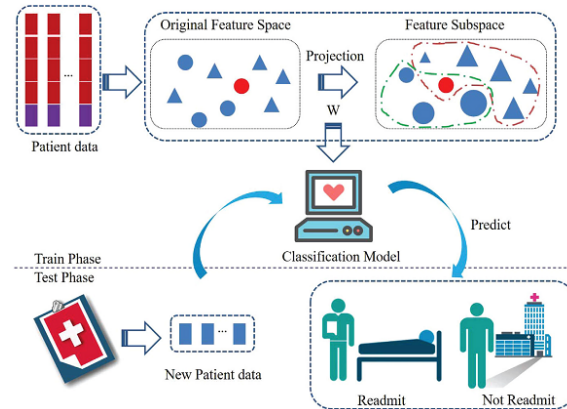 Original Feature Space
Feature Subspace
Projection
W
...
Patient data
Classification Model
Predict
Train Phase
Test Phase
...
New Patient data
Readmit
Not Readmit